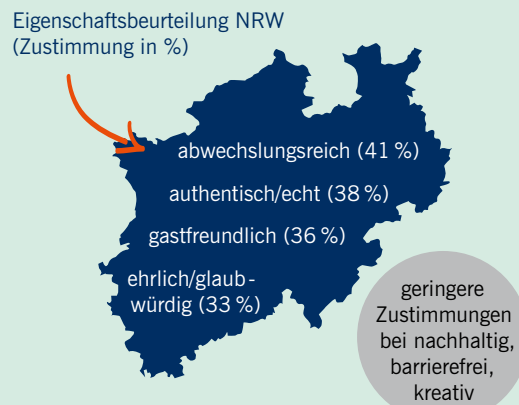 Eigenschaftsbeurteilung NRW
(Zustimmung in %)
abwechslungsreich (41 %)
authentisch/echt (38 %)
gastfreundlich (36 %)
ehrlich/glaub-
würdig (33 %)
geringere
Zustimmungen
bei nachhaltig,
barrierefrei,
kreativ